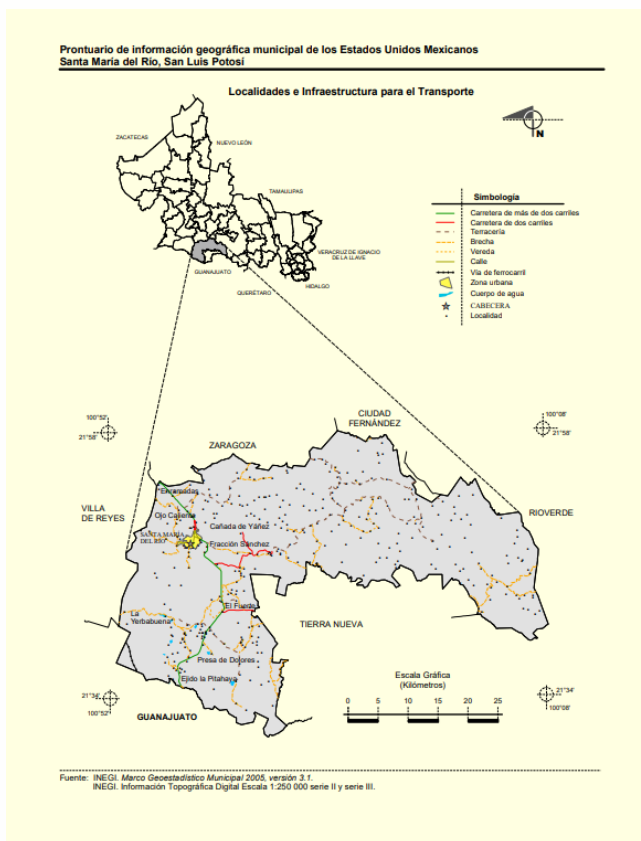 Prontuario de información geográfica municipal de los Estados Unidos Mexicanos
Santa María del Río, San Luis Potosí
Localidades e Infraestructura para el Transporte
N
ZACATECAS
NUEVO LEÓN
TAMAULIPAS
VERACRUZ DE IGNACIO
DE LA LLAVE
GUANAJUATO
QUERÉTARO
HIDALGO
Simbología
Carretera de más de dos carriles
Carretera de dos carriles
Terracería
Brecha
Vereda
Calle
Vía de ferrocarril
Zona urbana
Cuerpo de agua
CABECERA
Localidad
100°52'
21°58'
100°08'
21°58'
CIUDAD
FERNÁNDEZ
ZARAGOZA
VILLA
DE REYES
RIOVERDE
Enramadas
Ojo Caliente
Cañada de Yáñez
SANTA MARÍA
DEL RÍO
Fracción Sánchez
El Fuerte
La
Yerbabuena
TIERRA NUEVA
Presa de Dolores
Ejido la Pitahaya
Escala Gráfica
(Kilómetros)
0 5 10 15 20 25
21°34'
100°52'
21°34'
100°08'
GUANAJUATO
Fuente: INEGI. Marco Geoestadístico Municipal 2005, versión 3.1.
INEGI. Información Topográfica Digital Escala 1:250 000 serie II y serie III.